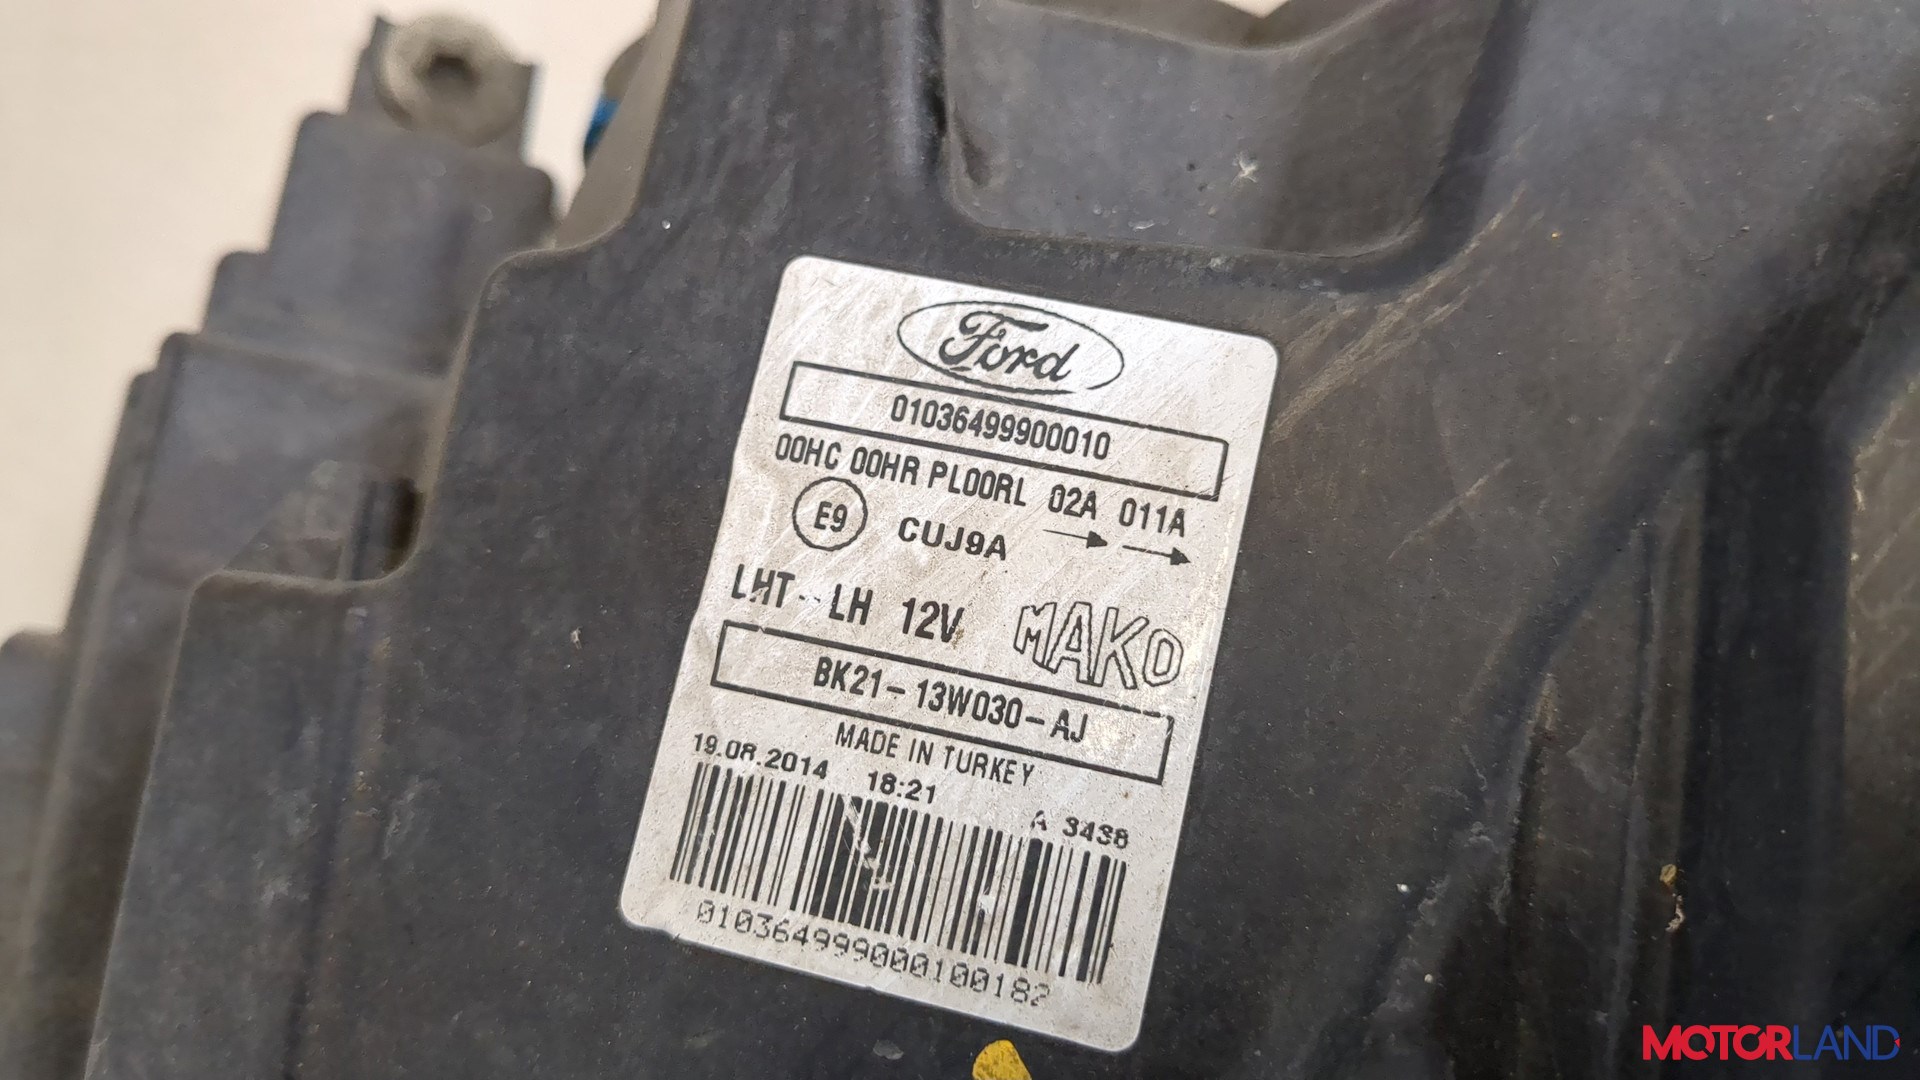 Ford
01036499900010
00HC 00HR PL00RL 02A 011A
E9 CUJ9A
LHT-LH 12V MAKO
BK21-13W030-AJ
MADE IN TURKEY
19.08.2014 18:21 A 3438
010364999000100182
MOTORLAND